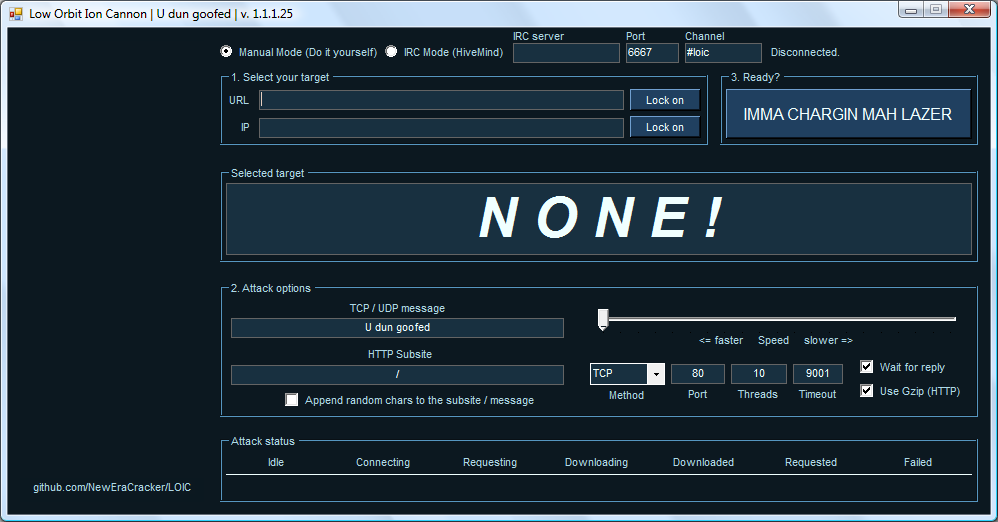 Low Orbit Ion Cannon | U dun goofed | v. 1.1.1.25
IRC server Port Channel
Manual Mode (Do it yourself) IRC Mode (HiveMind) 6667 #loic Disconnected.
1. Select your target 3. Ready?
URL Lock on
IMMA CHARGIN MAH LAZER
IP Lock on
Selected target
N O N E !
2. Attack options
TCP / UDP message
U dun goofed
<= faster Speed slower =>
HTTP Subsite
Wait for reply
/ TCP 80 10 9001
Use Gzip (HTTP)
Method Port Threads Timeout
Append random chars to the subsite / message
Attack status
Idle Connecting Requesting Downloading Downloaded Requested Failed
github.com/NewEraCracker/LOIC